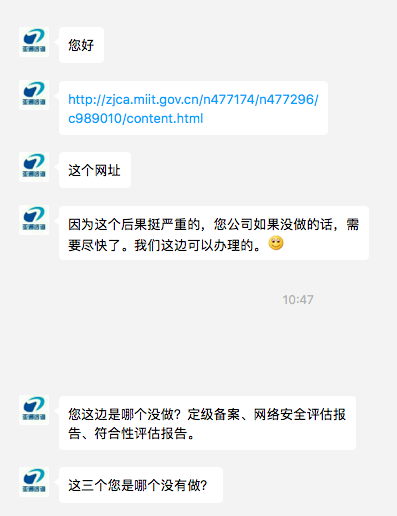 您好
http://zjca.miit.gov.cn/n477174/n477296/
c989010/content.html
这个网址
因为这个后果挺严重的，您公司如果没做的话，需
要尽快了。我们这边可以办理的。
10:47
您这边是哪个没做？定级备案、网络安全评估报
告、符合性评估报告。
这三个您是哪个没有做？